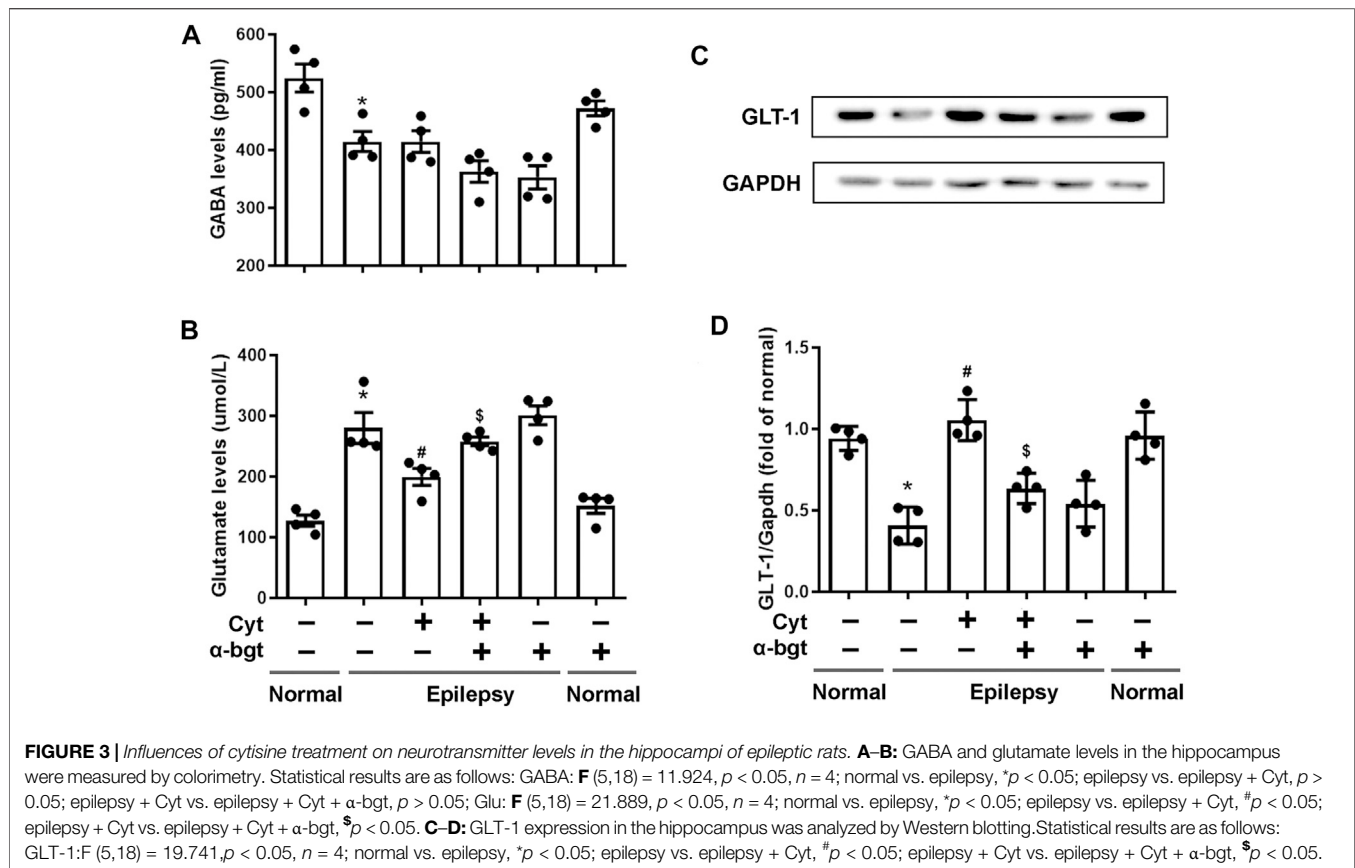 A
600
500
400
300
200
GABA levels (pg/ml)
*
C
GLT-1
GAPDH
B
400
300
200
100
0
Glutamate levels (umol/L)
* # $
Cyt − − + + − −
α-bgt − − − + + +
Normal Epilepsy Normal
D
1.5
1.0
0.5
0.0
GLT-1/Gapdh (fold of normal)
* # $
Cyt − − + + − −
α-bgt − − − + + +
Normal Epilepsy Normal
FIGURE 3 | Influences of cytisine treatment on neurotransmitter levels in the hippocampi of epileptic rats. A–B: GABA and glutamate levels in the hippocampus
were measured by colorimetry. Statistical results are as follows: GABA: F (5,18) = 11.924, p < 0.05, n = 4; normal vs. epilepsy, *p < 0.05; epilepsy vs. epilepsy + Cyt, p >
0.05; epilepsy + Cyt vs. epilepsy + Cyt + α-bgt, p > 0.05; Glu: F (5,18) = 21.889, p < 0.05, n = 4; normal vs. epilepsy, *p < 0.05; epilepsy vs. epilepsy + Cyt, #p < 0.05;
epilepsy + Cyt vs. epilepsy + Cyt + α-bgt, $p < 0.05. C–D: GLT-1 expression in the hippocampus was analyzed by Western blotting.Statistical results are as follows:
GLT-1:F (5,18) = 19.741,p < 0.05, n = 4; normal vs. epilepsy, *p < 0.05; epilepsy vs. epilepsy + Cyt, #p < 0.05; epilepsy + Cyt vs. epilepsy + Cyt + α-bgt, $p < 0.05.